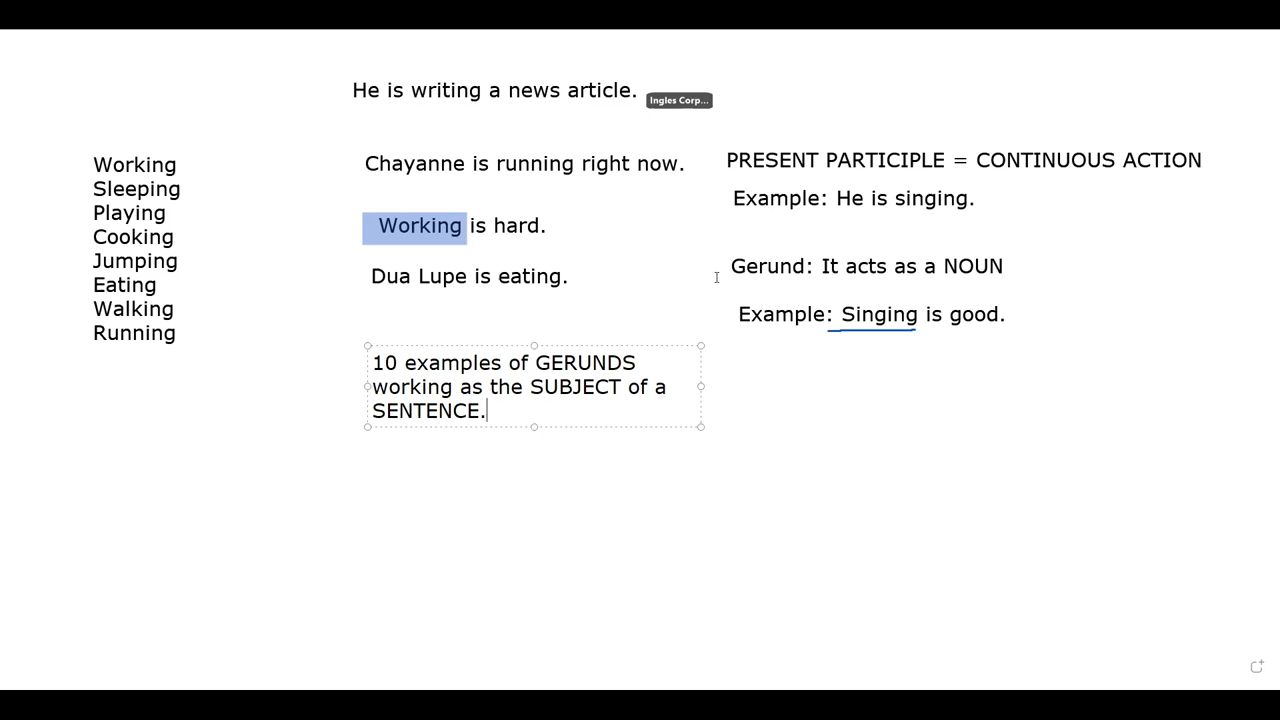 He is writing a news article.
Ingles Corp...
Working
Sleeping
Playing
Cooking
Jumping
Eating
Walking
Running
Chayanne is running right now.
Working is hard.
Dua Lupe is eating.
10 examples of GERUNDS
working as the SUBJECT of a
SENTENCE.
PRESENT PARTICIPLE = CONTINUOUS ACTION
Example: He is singing.
Gerund: It acts as a NOUN
Example: Singing is good.